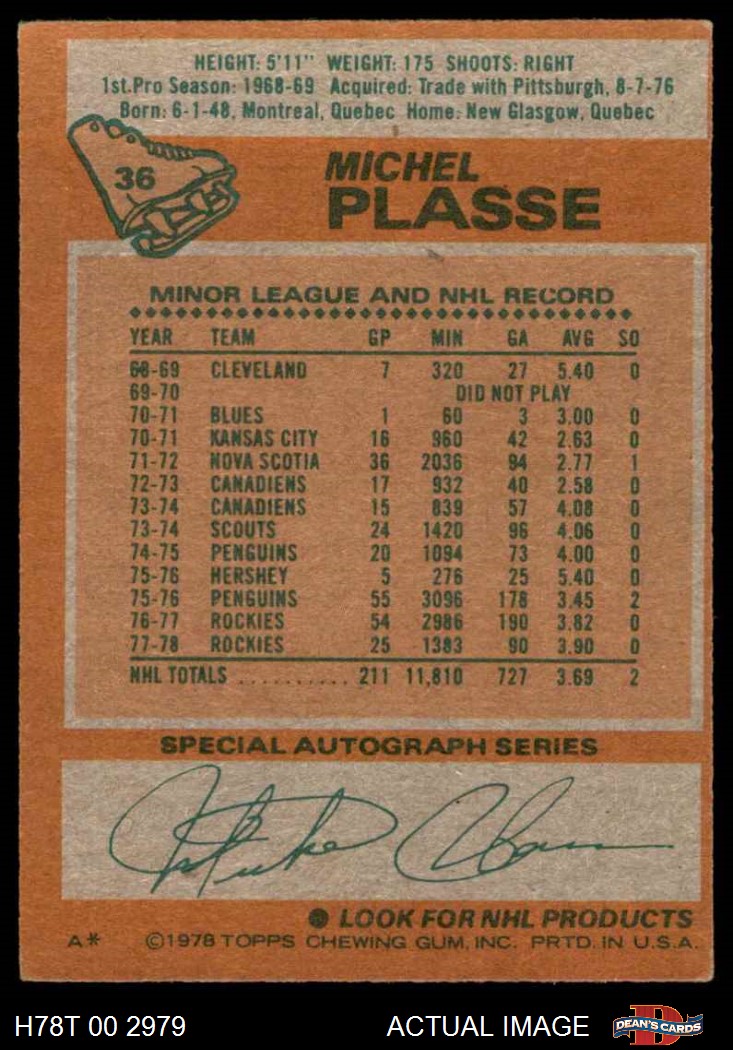 HEIGHT: 5'11" WEIGHT: 175 SHOOTS: RIGHT
1st.Pro Season: 1968-69 Acquired: Trade with Pittsburgh, 8-7-76
Born: 6-1-48, Montreal, Quebec Home: New Glasgow, Quebec
36
MICHEL
PLASSE
MINOR LEAGUE AND NHL RECORD
YEAR TEAM GP MIN GA AVG SO
68-69 CLEVELAND 7 320 27 5.40 0
69-70 DID NOT PLAY
70-71 BLUES 1 60 3 3.00 0
70-71 KANSAS CITY 16 960 42 2.63 0
71-72 NOVA SCOTIA 36 2036 94 2.77 1
72-73 CANADIENS 17 932 40 2.58 0
73-74 CANADIENS 15 839 57 4.08 0
73-74 SCOUTS 24 1420 96 4.06 0
74-75 PENGUINS 20 1094 73 4.00 0
75-76 HERSHEY 5 276 25 5.40 0
75-76 PENGUINS 55 3096 178 3.45 2
76-77 ROCKIES 54 2986 190 3.82 0
77-78 ROCKIES 25 1383 90 3.90 0
NHL TOTALS .......... 211 11,810 727 3.69 2
SPECIAL AUTOGRAPH SERIES
● LOOK FOR NHL PRODUCTS
A* ©1978 TOPPS CHEWING GUM, INC. PRTD. IN U.S.A.
H78T 00 2979 ACTUAL IMAGE DEAN'S CARDS